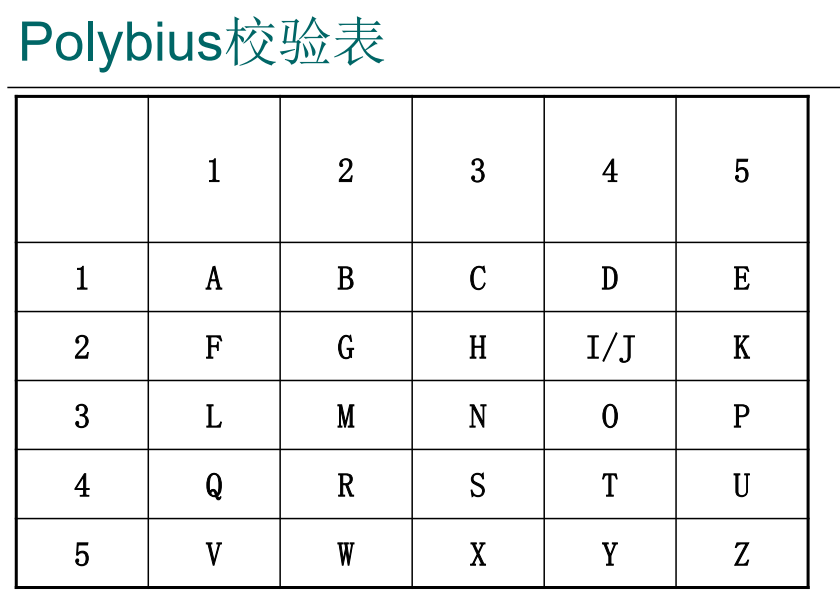 Polybius校验表
1 2 3 4 5
1 A B C D E
2 F G H I/J K
3 L M N O P
4 Q R S T U
5 V W X Y Z